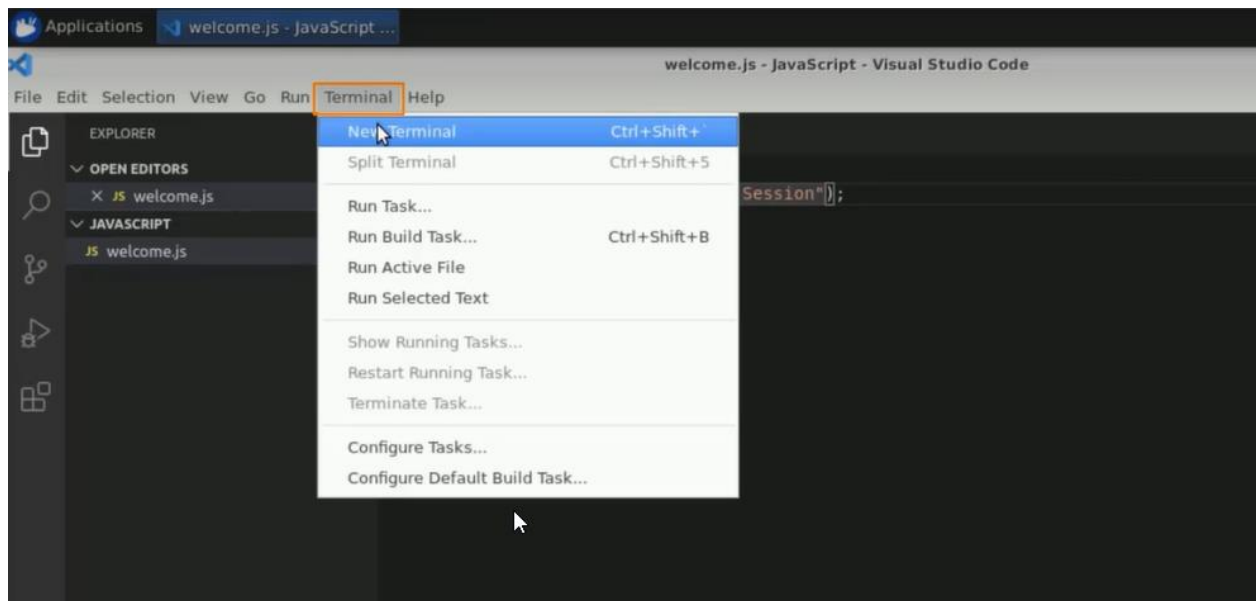 Applications welcome.js - JavaScript ...
welcome.js - JavaScript - Visual Studio Code
File Edit Selection View Go Run Terminal Help
EXPLORER
OPEN EDITORS
JS welcome.js
JAVASCRIPT
JS welcome.js
New Terminal Ctrl+Shift+`
Split Terminal Ctrl+Shift+5
Run Task...
Run Build Task... Ctrl+Shift+B
Run Active File
Run Selected Text
Show Running Tasks...
Restart Running Task...
Terminate Task...
Configure Tasks...
Configure Default Build Task...
Session");